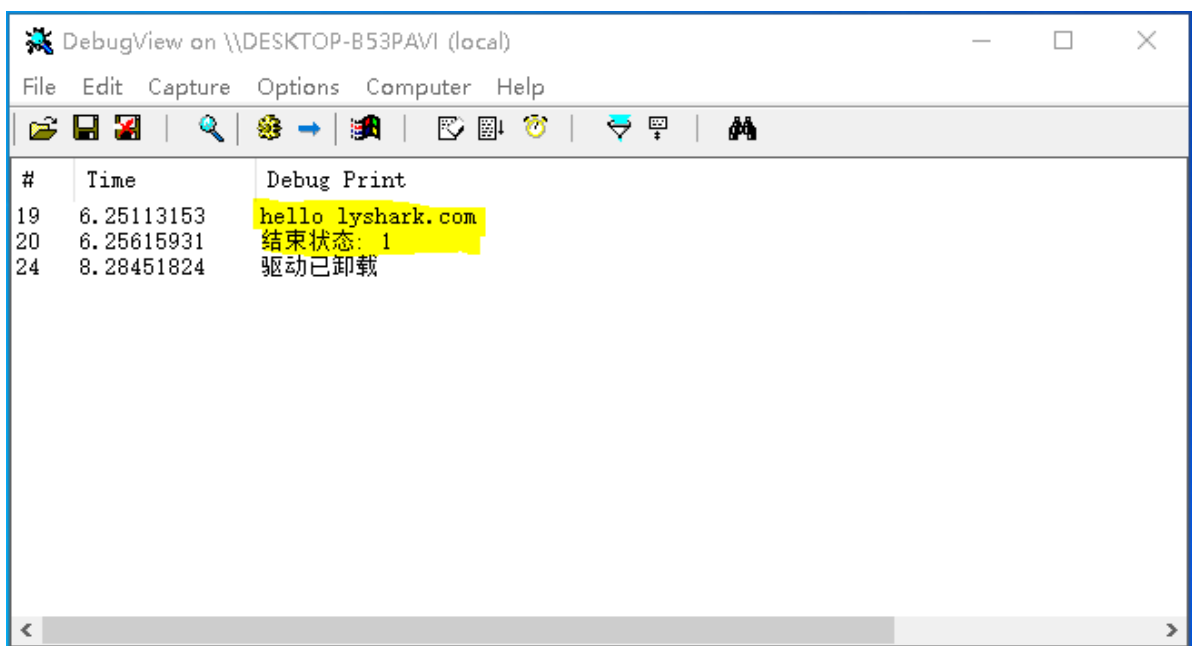 DebugView on \\DESKTOP-B53PAVI (local)
File Edit Capture Options Computer Help
# Time Debug Print
19 6.25113153 hello lyshark.com
20 6.25615931 结束状态: 1
24 8.28451824 驱动已卸载